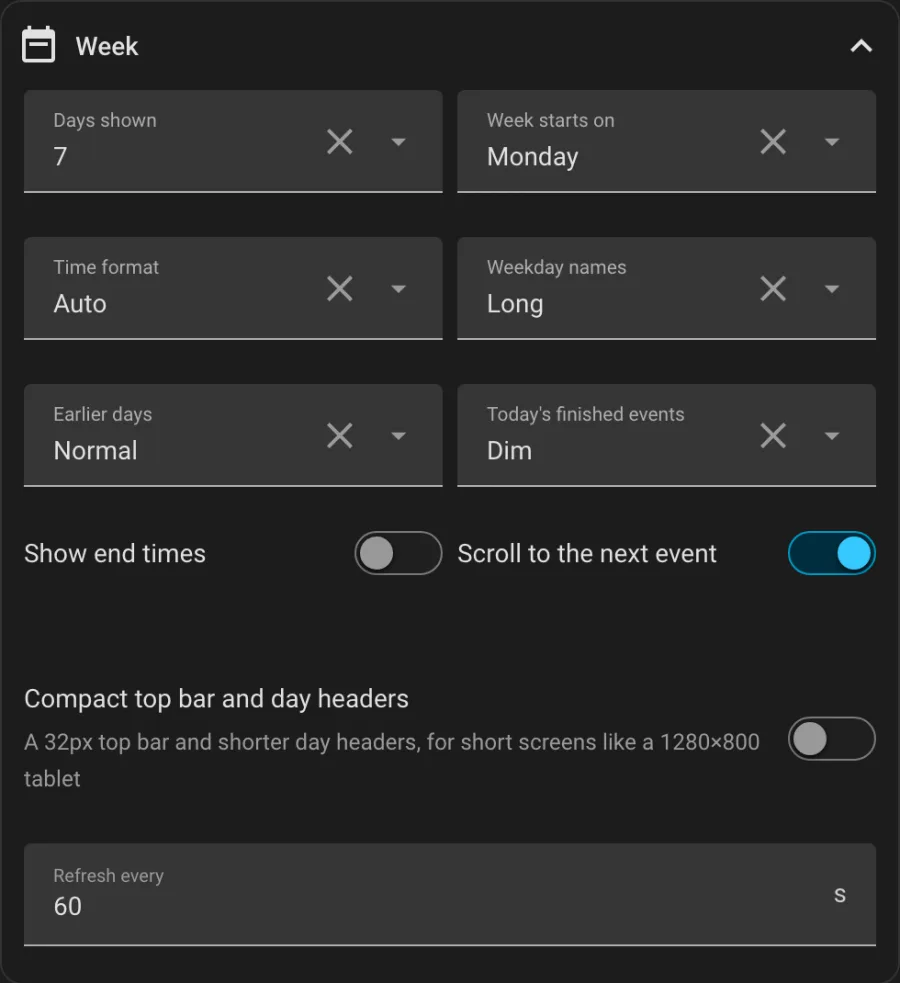 Week
Days shown
7
Week starts on
Monday
Time format
Auto
Weekday names
Long
Earlier days
Normal
Today's finished events
Dim
Show end times
Scroll to the next event
Compact top bar and day headers
A 32px top bar and shorter day headers, for short screens like a 1280×800
tablet
Refresh every
60
s